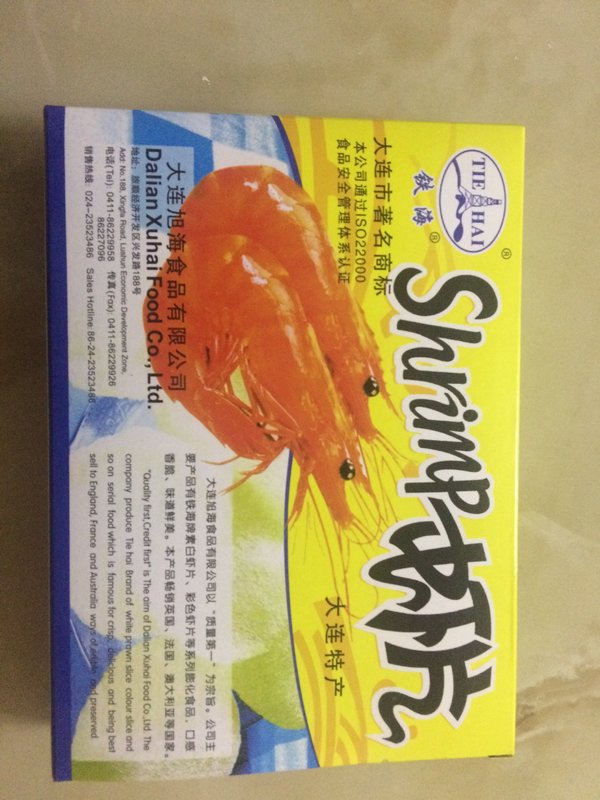 TIE HAI
®
铁海®
Shrimp虾片
大连市著名商标
本公司通过ISO22000
食品安全管理体系认证
大连特产
大连旭海食品有限公司
Dalian Xuhai Food Co., Ltd.
地址：旅顺经济开发区兴发路188号
Add: No.188, Xingfa Road, Lushun Economic Development Zone,
电话(Tel): 0411-86229958 传真(Fax): 0411-86229926
86227096
销售热线: 024--23523486 Sales Hotline: 86-24-23523486
大连旭海食品有限公司以“质量第一”为宗旨。公司主
要产品有铁海牌素白虾片、彩色虾片等系列膨化食品，口感
香脆、味道鲜美。本产品畅销英国、法国、澳大利亚等国家。
"Quality first,Credit first" is The aim of Dalian Xuhai Food Co.,Ltd. The
company produce Tie hai Brand of white prawn slice colour slice and
so on serial food which is famous for crisp, delicious and being best
sell to England, France and Australia ways of edible and preserved